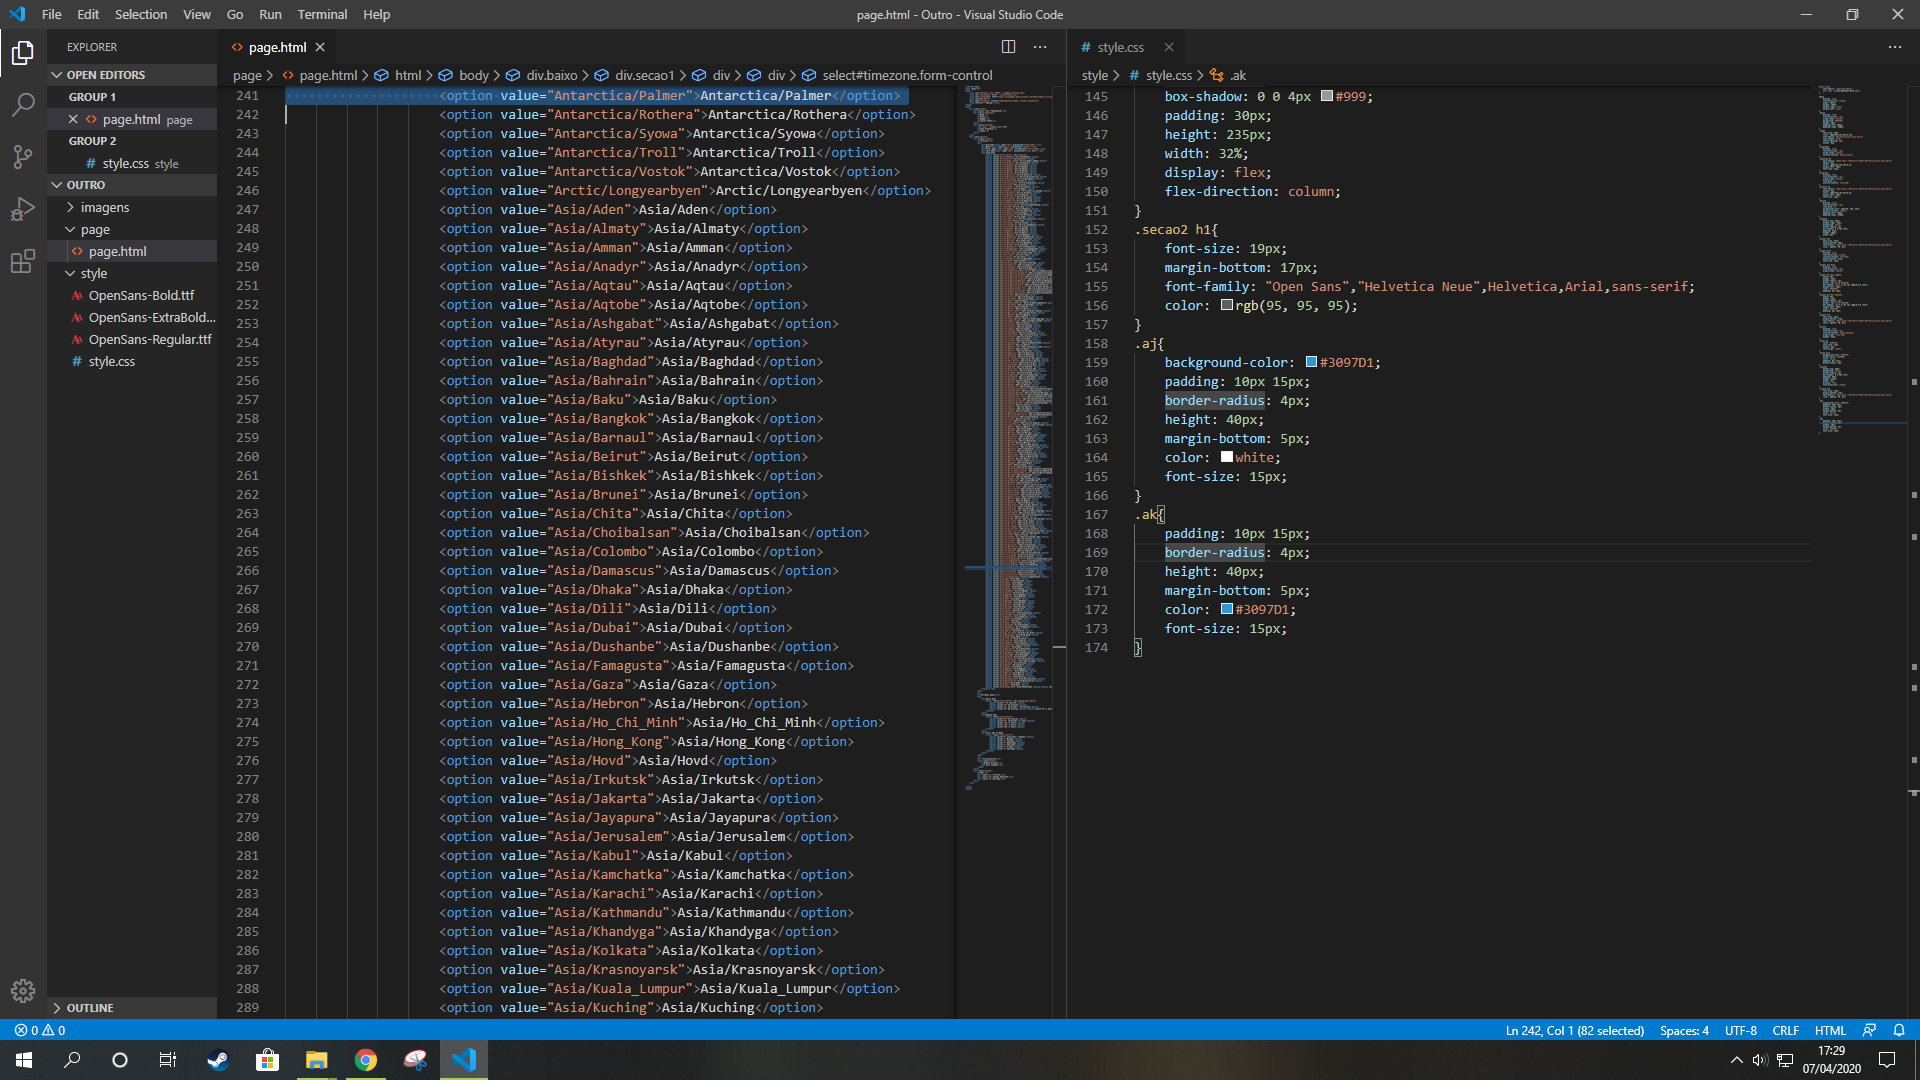 File Edit Selection View Go Run Terminal Help
page.html - Outro - Visual Studio Code
EXPLORER
OPEN EDITORS
GROUP 1
page.html page
GROUP 2
# style.css style
OUTRO
imagens
page
page.html
style
OpenSans-Bold.ttf
OpenSans-ExtraBold...
OpenSans-Regular.ttf
# style.css
OUTLINE
page.html
page > page.html > html > body > div.baixo > div.secao1 > div > div > select#timezone.form-control
241 <option value="Antarctica/Palmer">Antarctica/Palmer</option>
242 <option value="Antarctica/Rothera">Antarctica/Rothera</option>
243 <option value="Antarctica/Syowa">Antarctica/Syowa</option>
244 <option value="Antarctica/Troll">Antarctica/Troll</option>
245 <option value="Antarctica/Vostok">Antarctica/Vostok</option>
246 <option value="Arctic/Longyearbyen">Arctic/Longyearbyen</option>
247 <option value="Asia/Aden">Asia/Aden</option>
248 <option value="Asia/Almaty">Asia/Almaty</option>
249 <option value="Asia/Amman">Asia/Amman</option>
250 <option value="Asia/Anadyr">Asia/Anadyr</option>
251 <option value="Asia/Aqtau">Asia/Aqtau</option>
252 <option value="Asia/Aqtobe">Asia/Aqtobe</option>
253 <option value="Asia/Ashgabat">Asia/Ashgabat</option>
254 <option value="Asia/Atyrau">Asia/Atyrau</option>
255 <option value="Asia/Baghdad">Asia/Baghdad</option>
256 <option value="Asia/Bahrain">Asia/Bahrain</option>
257 <option value="Asia/Baku">Asia/Baku</option>
258 <option value="Asia/Bangkok">Asia/Bangkok</option>
259 <option value="Asia/Barnaul">Asia/Barnaul</option>
260 <option value="Asia/Beirut">Asia/Beirut</option>
261 <option value="Asia/Bishkek">Asia/Bishkek</option>
262 <option value="Asia/Brunei">Asia/Brunei</option>
263 <option value="Asia/Chita">Asia/Chita</option>
264 <option value="Asia/Choibalsan">Asia/Choibalsan</option>
265 <option value="Asia/Colombo">Asia/Colombo</option>
266 <option value="Asia/Damascus">Asia/Damascus</option>
267 <option value="Asia/Dhaka">Asia/Dhaka</option>
268 <option value="Asia/Dili">Asia/Dili</option>
269 <option value="Asia/Dubai">Asia/Dubai</option>
270 <option value="Asia/Dushanbe">Asia/Dushanbe</option>
271 <option value="Asia/Famagusta">Asia/Famagusta</option>
272 <option value="Asia/Gaza">Asia/Gaza</option>
273 <option value="Asia/Hebron">Asia/Hebron</option>
274 <option value="Asia/Ho_Chi_Minh">Asia/Ho_Chi_Minh</option>
275 <option value="Asia/Hong_Kong">Asia/Hong_Kong</option>
276 <option value="Asia/Hovd">Asia/Hovd</option>
277 <option value="Asia/Irkutsk">Asia/Irkutsk</option>
278 <option value="Asia/Jakarta">Asia/Jakarta</option>
279 <option value="Asia/Jayapura">Asia/Jayapura</option>
280 <option value="Asia/Jerusalem">Asia/Jerusalem</option>
281 <option value="Asia/Kabul">Asia/Kabul</option>
282 <option value="Asia/Kamchatka">Asia/Kamchatka</option>
283 <option value="Asia/Karachi">Asia/Karachi</option>
284 <option value="Asia/Kathmandu">Asia/Kathmandu</option>
285 <option value="Asia/Khandyga">Asia/Khandyga</option>
286 <option value="Asia/Kolkata">Asia/Kolkata</option>
287 <option value="Asia/Krasnoyarsk">Asia/Krasnoyarsk</option>
288 <option value="Asia/Kuala_Lumpur">Asia/Kuala_Lumpur</option>
289 <option value="Asia/Kuching">Asia/Kuching</option>
# style.css
style > # style.css > .ak
145 box-shadow: 0 0 4px #999;
146 padding: 30px;
147 height: 235px;
148 width: 32%;
149 display: flex;
150 flex-direction: column;
151 }
152 .secao2 h1{
153 font-size: 19px;
154 margin-bottom: 17px;
155 font-family: "Open Sans","Helvetica Neue",Helvetica,Arial,sans-serif;
156 color: rgb(95, 95, 95);
157 }
158 .aj{
159 background-color: #3097D1;
160 padding: 10px 15px;
161 border-radius: 4px;
162 height: 40px;
163 margin-bottom: 5px;
164 color: white;
165 font-size: 15px;
166 }
167 .ak{
168 padding: 10px 15px;
169 border-radius: 4px;
170 height: 40px;
171 margin-bottom: 5px;
172 color: #3097D1;
173 font-size: 15px;
174 }
0 0
Ln 242, Col 1 (82 selected) Spaces: 4 UTF-8 CRLF HTML
17:29
07/04/2020